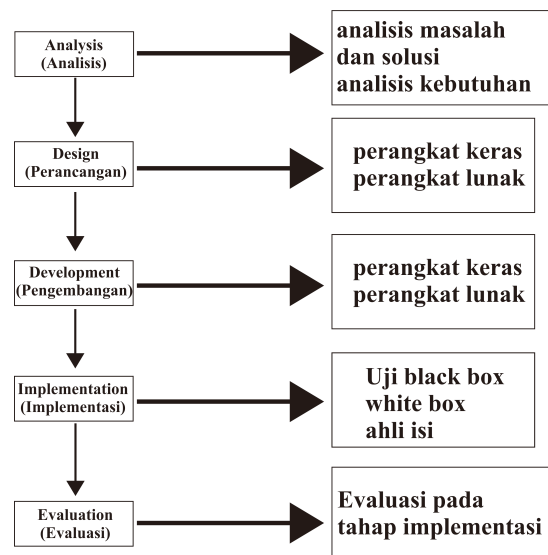 Analysis
(Analisis)
analisis masalah
dan solusi
analisis kebutuhan
Design
(Perancangan)
perangkat keras
perangkat lunak
Development
(Pengembangan)
perangkat keras
perangkat lunak
Implementation
(Implementasi)
Uji black box
white box
ahli isi
Evaluation
(Evaluasi)
Evaluasi pada
tahap implementasi